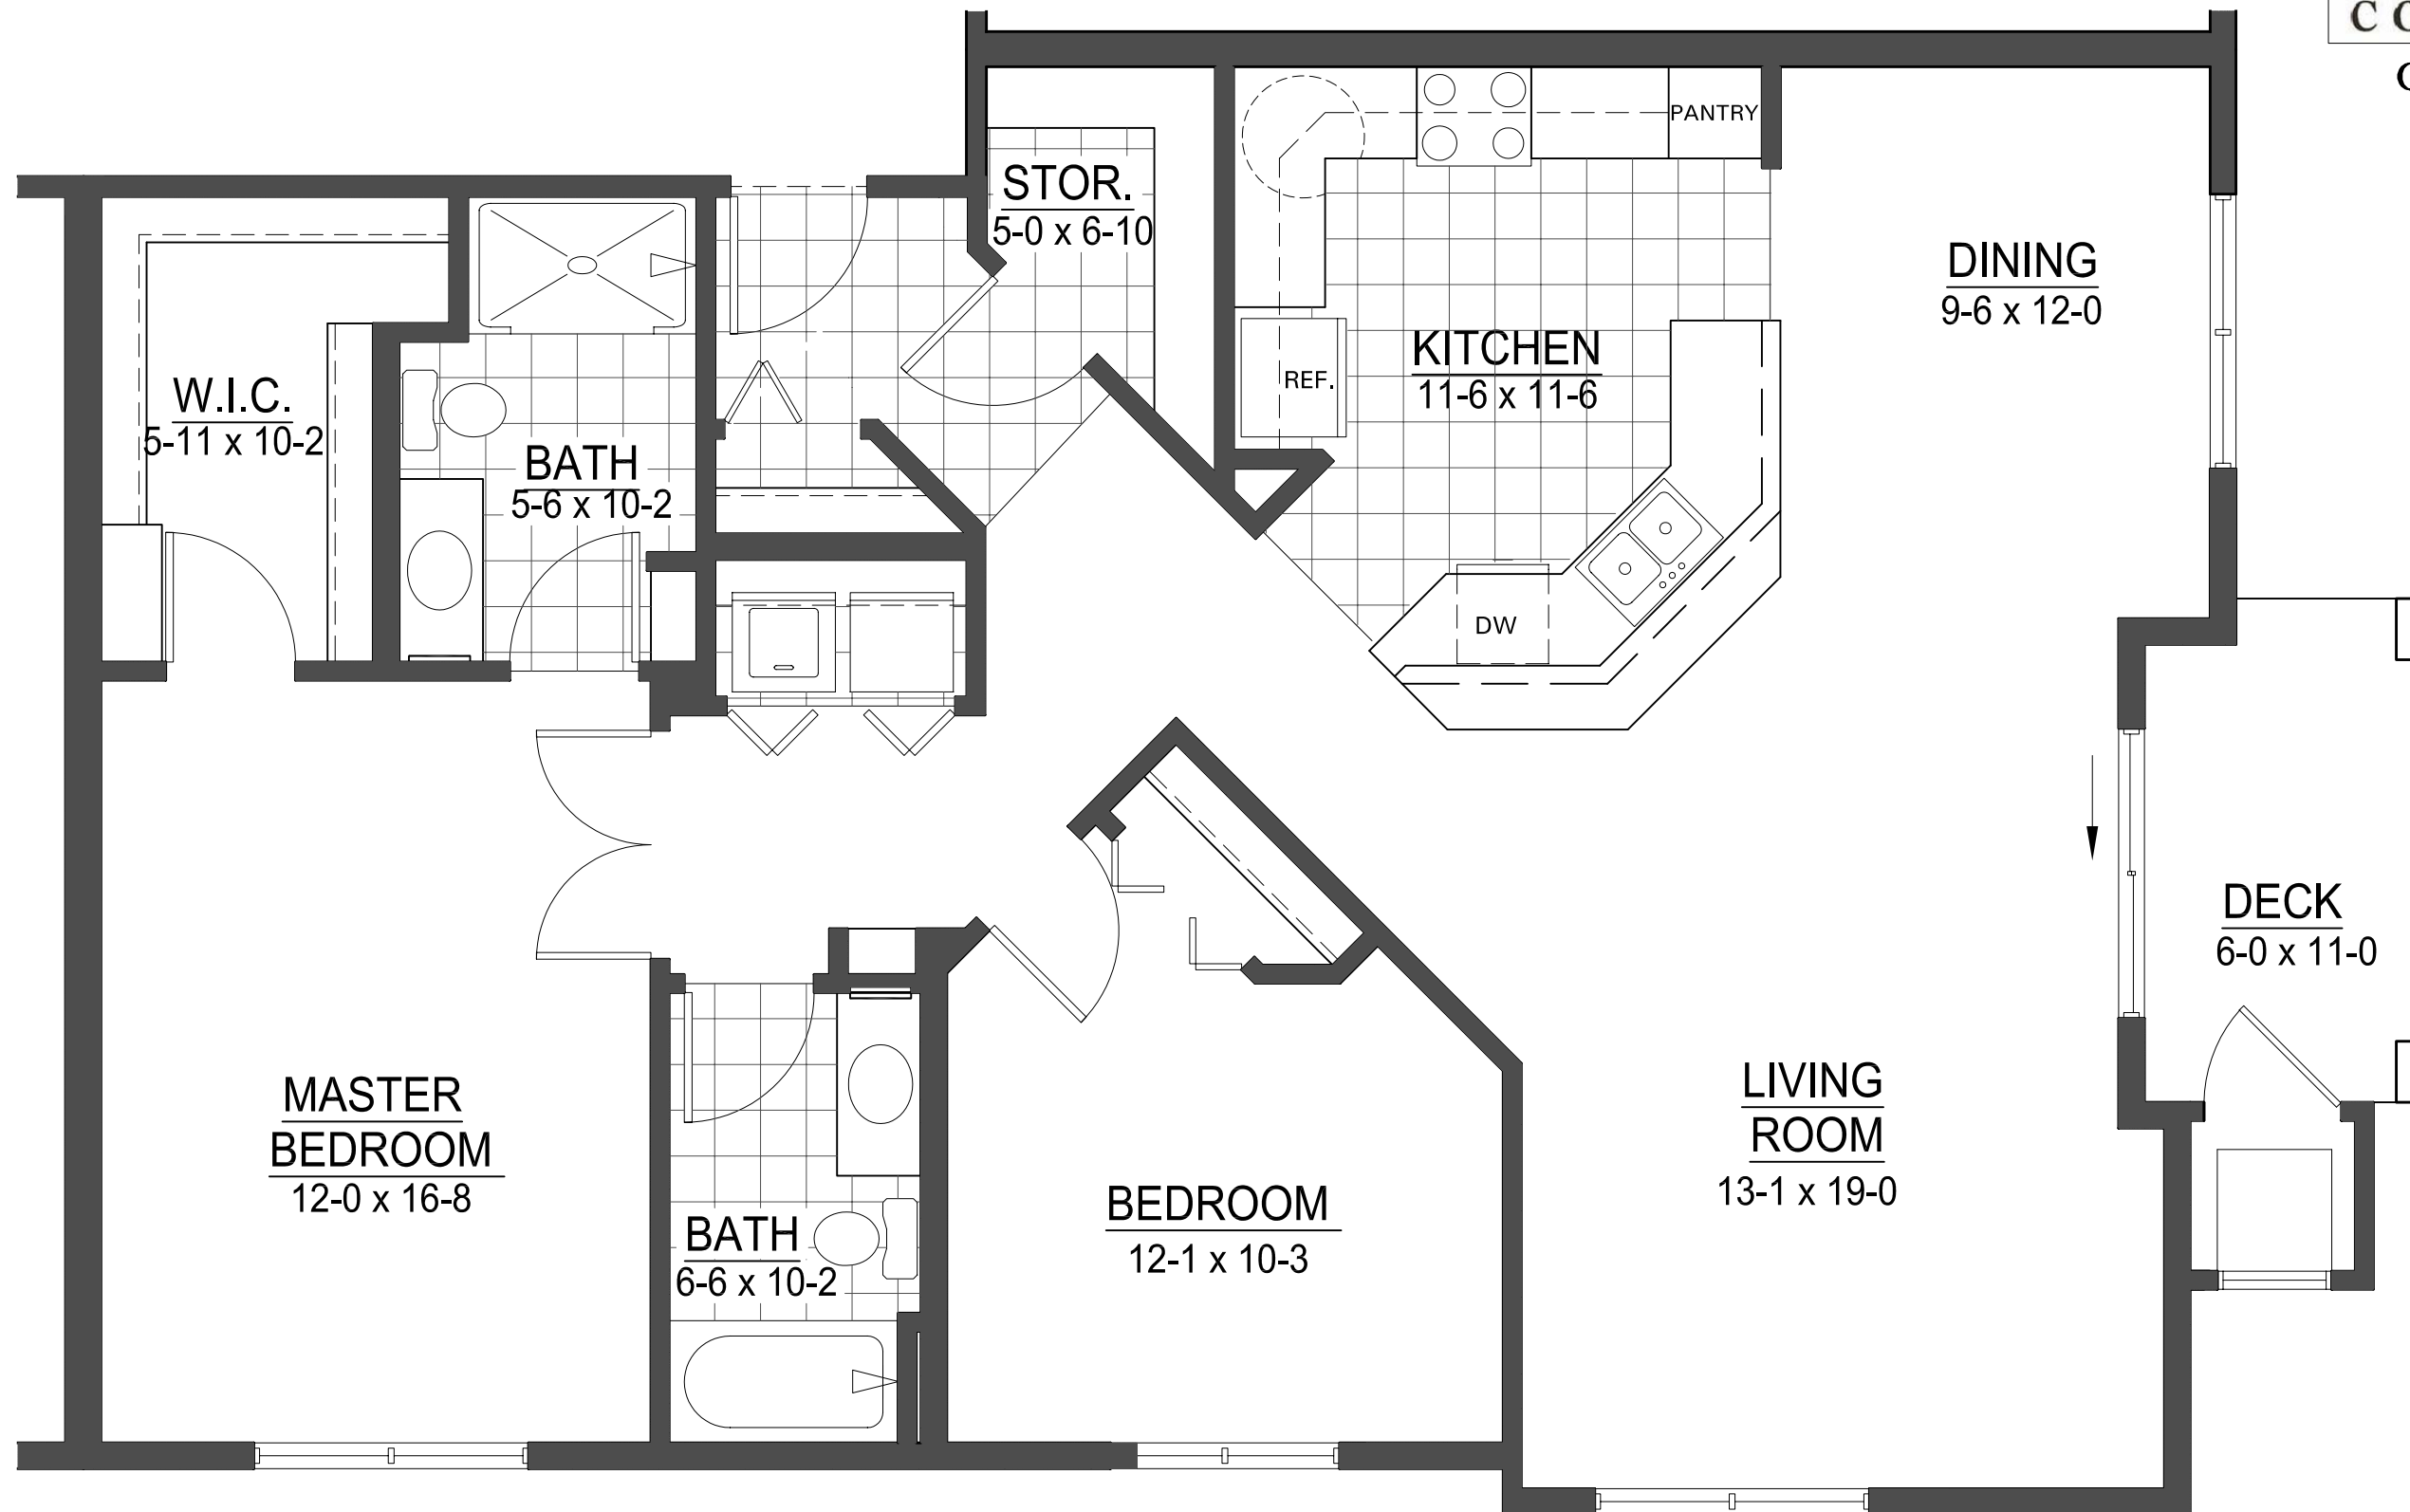 PANTRY
STOR.
5-0 x 6-10
DINING
9-6 x 12-0
KITCHEN
11-6 x 11-6
REF.
W.I.C.
5-11 x 10-2
BATH
5-6 x 10-2
DW
DECK
6-0 x 11-0
MASTER
BEDROOM
12-0 x 16-8
LIVING
ROOM
13-1 x 19-0
BEDROOM
12-1 x 10-3
BATH
6-6 x 10-2